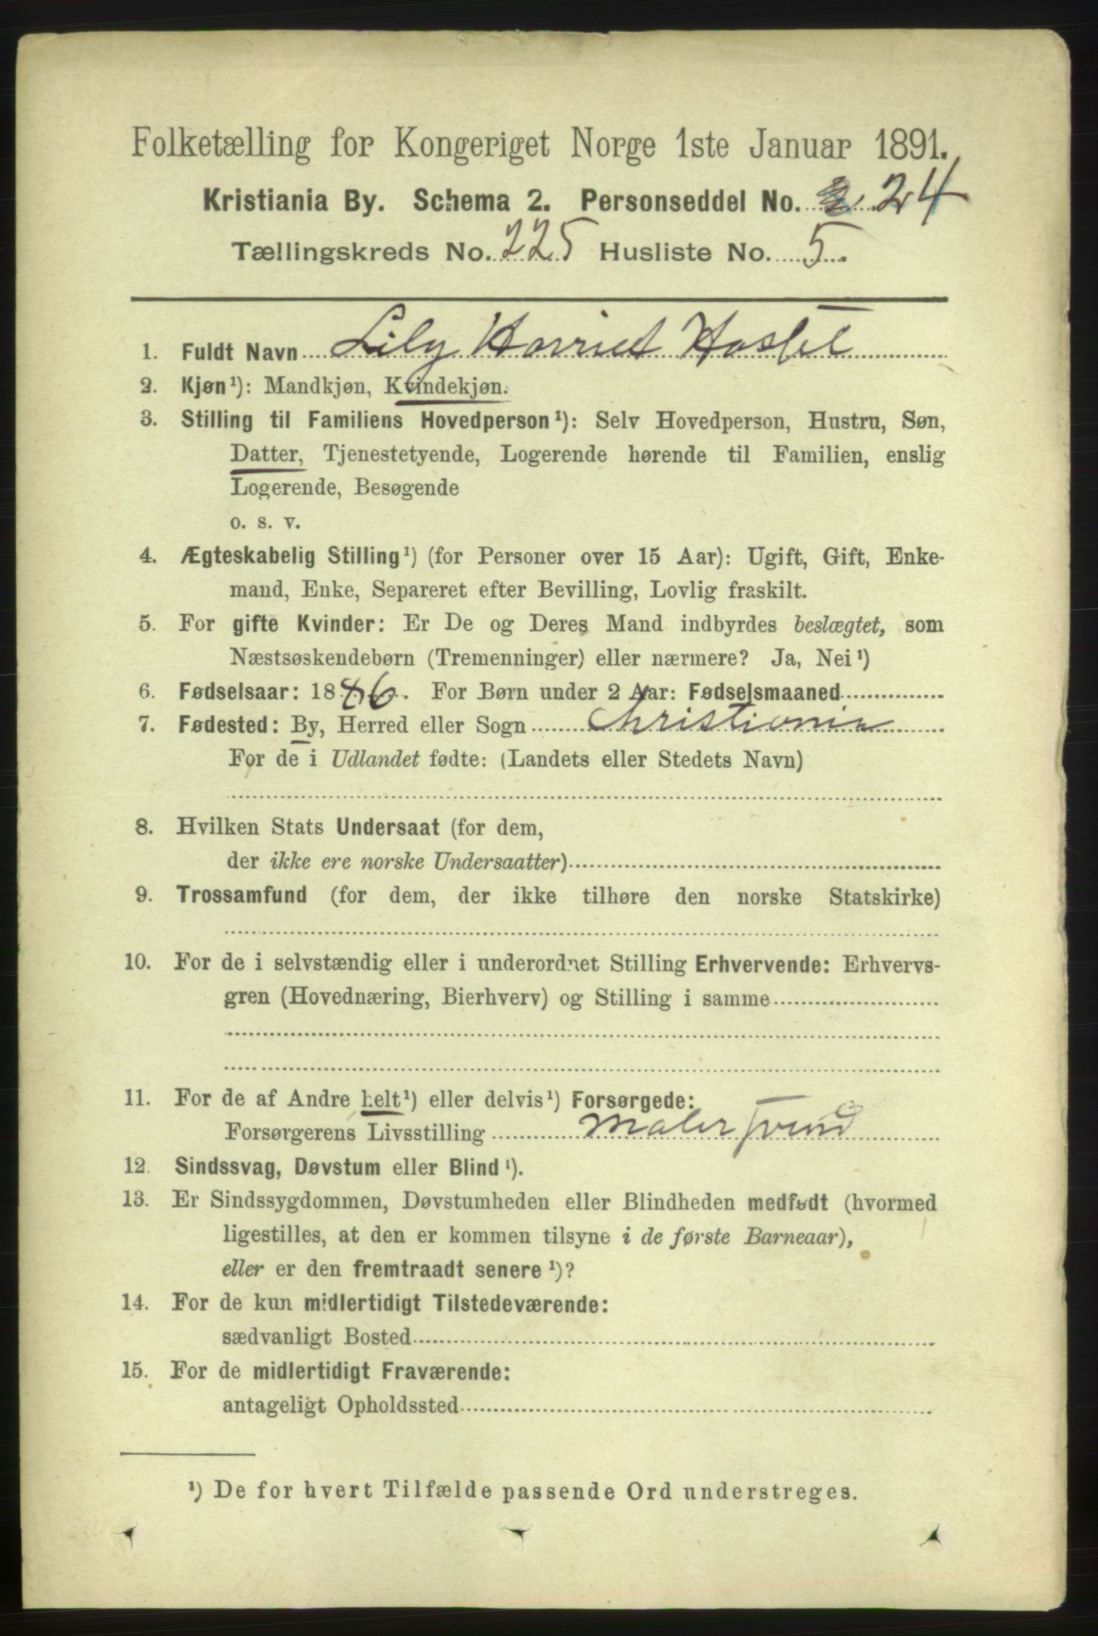 Folketælling for Kongeriget Norge 1ste Januar 1891.
Kristiania By. Schema 2. Personseddel No. 24
Tællingskreds No. 225 Husliste No. 5.
1. Fuldt Navn Lily Harriet Hostel
2. Kjøn¹): Mandkjøn, Kvindekjøn.
3. Stilling til Familiens Hovedperson¹): Selv Hovedperson, Hustru, Søn,
Datter, Tjenestetyende, Logerende hørende til Familien, enslig
Logerende, Besøgende
o. s. v.
4. Ægteskabelig Stilling¹) (for Personer over 15 Aar): Ugift, Gift, Enke-
mand, Enke, Separeret efter Bevilling, Lovlig fraskilt.
5. For gifte Kvinder: Er De og Deres Mand indbyrdes beslægtet, som
Næstsøskendebørn (Tremenninger) eller nærmere? Ja, Nei¹)
6. Fødselsaar: 1886. For Børn under 2 Aar: Fødselsmaaned
7. Fødested: By, Herred eller Sogn Christiania
For de i Udlandet fødte: (Landets eller Stedets Navn)
8. Hvilken Stats Undersaat (for dem,
der ikke ere norske Undersaatter)
9. Trossamfund (for dem, der ikke tilhøre den norske Statskirke)
10. For de i selvstændig eller i underordnet Stilling Erhvervende: Erhvervs-
gren (Hovednæring, Bierhverv) og Stilling i samme
11. For de af Andre helt¹) eller delvis¹) Forsørgede:
Forsørgerens Livsstilling Malersvend
12. Sindssvag, Døvstum eller Blind¹).
13. Er Sindssygdommen, Døvstumheden eller Blindheden medfødt (hvormed
ligestilles, at den er kommen tilsyne i de første Barneaar),
eller er den fremtraadt senere¹)?
14. For de kun midlertidigt Tilstedeværende:
sædvanligt Bosted
15. For de midlertidigt Fraværende:
antageligt Opholdssted
¹) De for hvert Tilfælde passende Ord understreges.